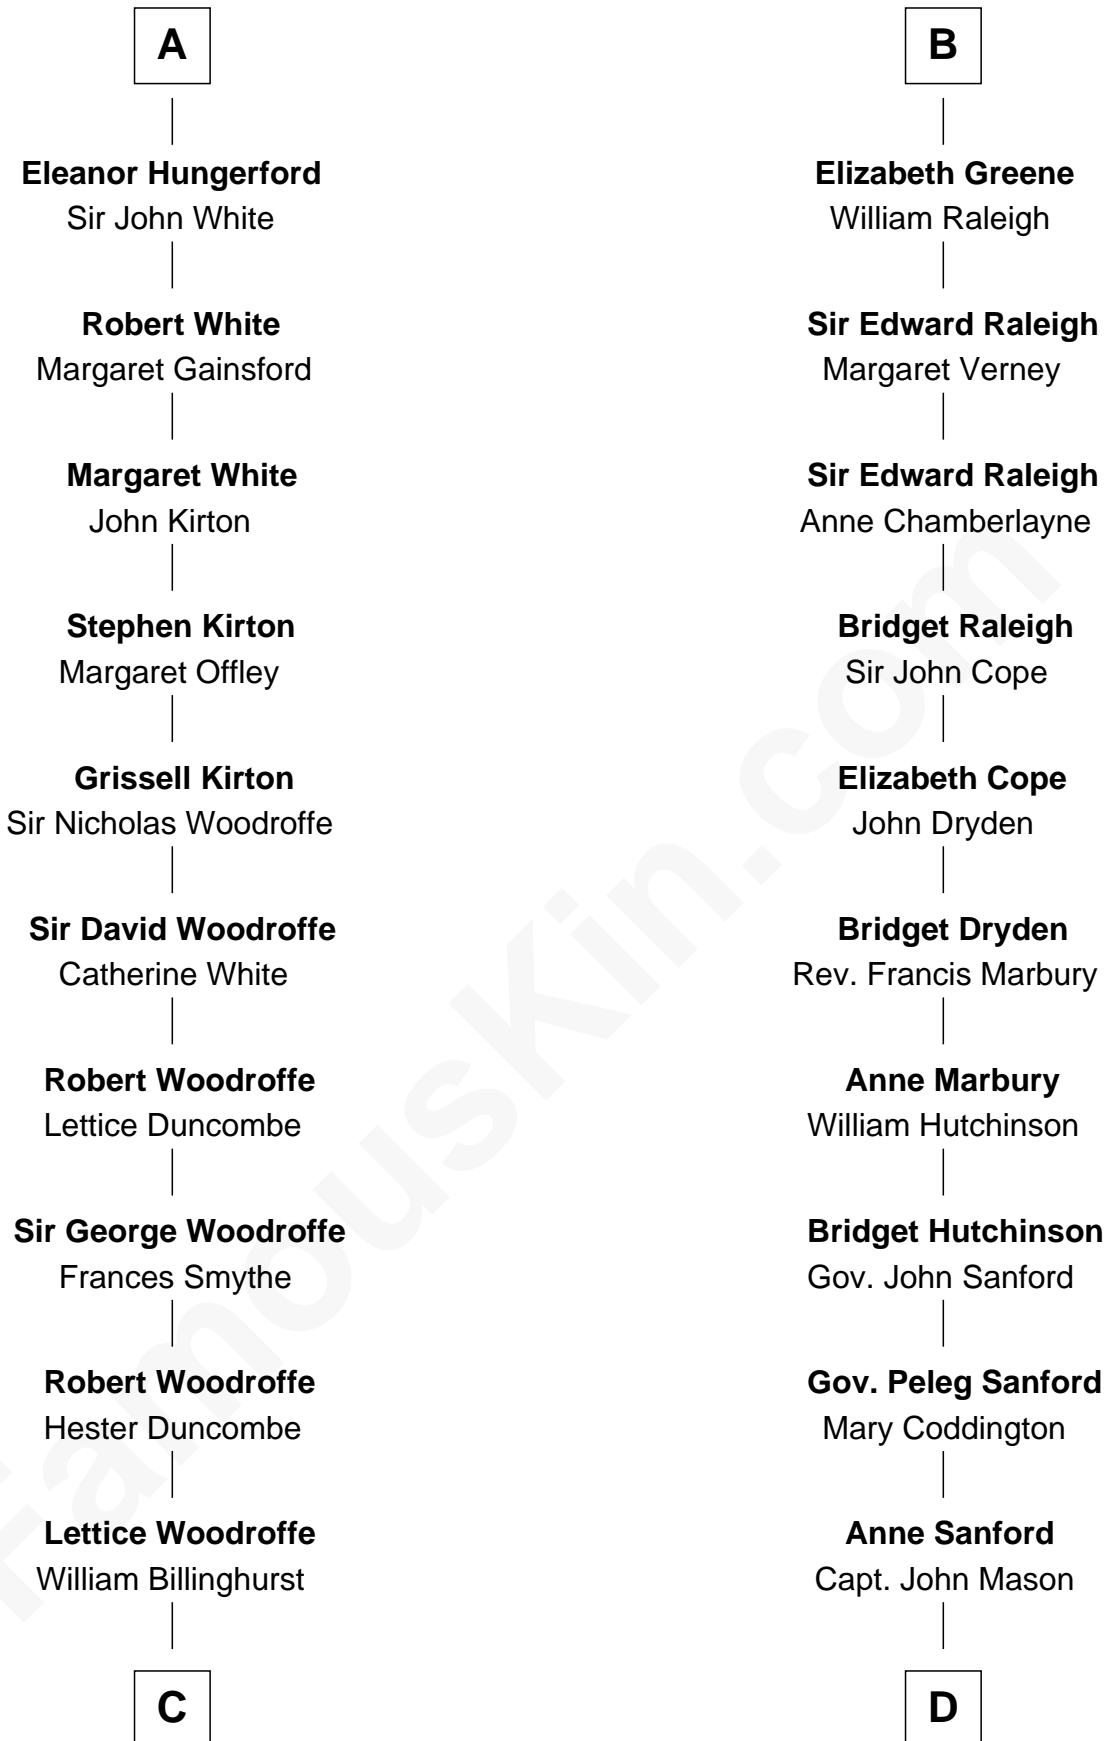 A
Eleanor Hungerford
Sir John White
Robert White
Margaret Gainsford
Margaret White
John Kirton
Stephen Kirton
Margaret Offley
Grissell Kirton
Sir Nicholas Woodroffe
Sir David Woodroffe
Catherine White
Robert Woodroffe
Lettice Duncombe
Sir George Woodroffe
Frances Smythe
Robert Woodroffe
Hester Duncombe
Lettice Woodroffe
William Billinghurst
C
B
Elizabeth Greene
William Raleigh
Sir Edward Raleigh
Margaret Verney
Sir Edward Raleigh
Anne Chamberlayne
Bridget Raleigh
Sir John Cope
Elizabeth Cope
John Dryden
Bridget Dryden
Rev. Francis Marbury
Anne Marbury
William Hutchinson
Bridget Hutchinson
Gov. John Sanford
Gov. Peleg Sanford
Mary Coddington
Anne Sanford
Capt. John Mason
D
FamousKin.com